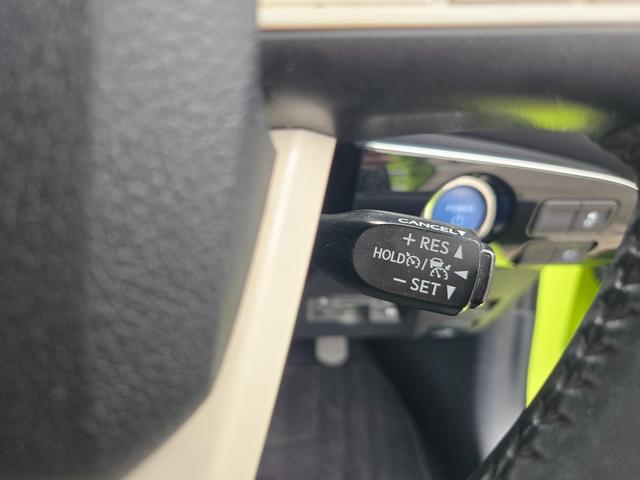 POWER
CANCEL▼
+ RES ▲
HOLD / ◀
− SET ▼